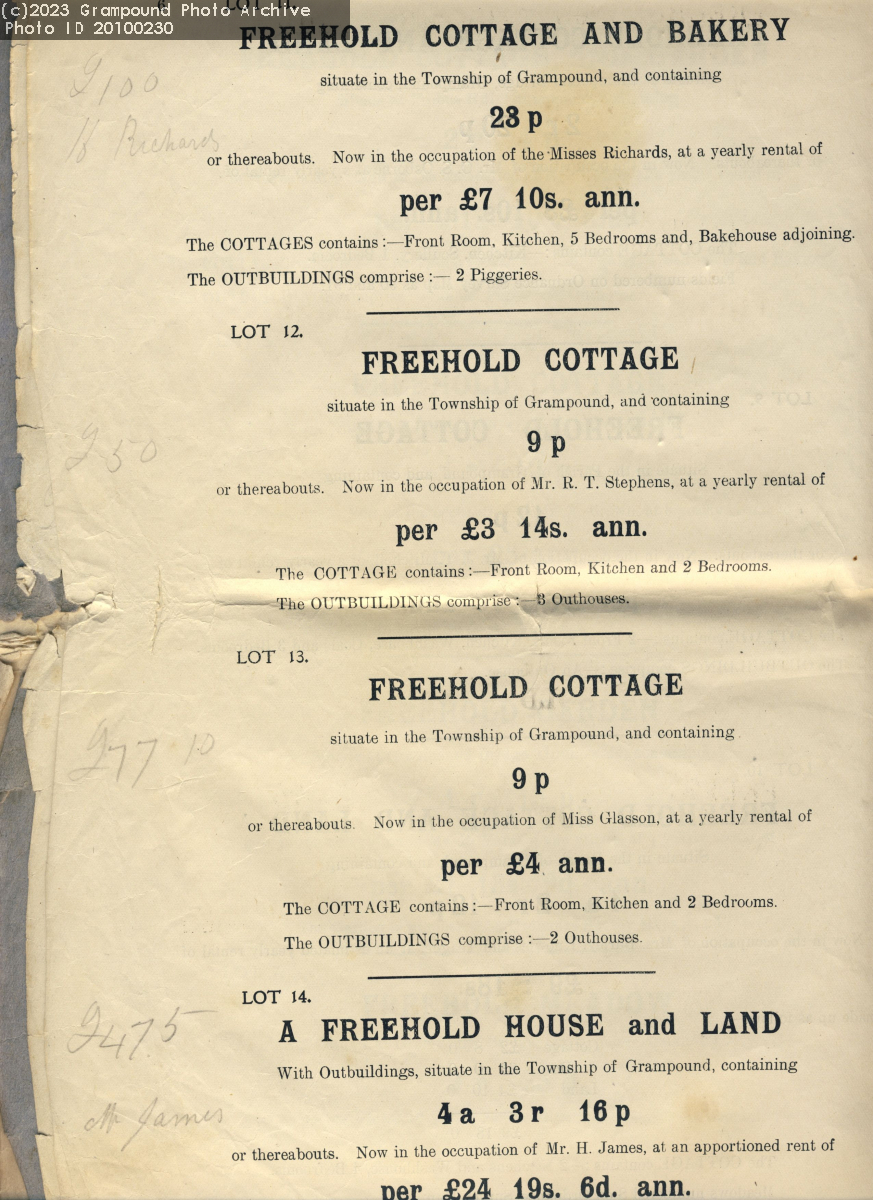 (c)2023 Grampound Photo Archive
Photo ID 20100230
LOT 11.
FREEHOLD COTTAGE AND BAKERY
£100
situate in the Township of Grampound, and containing
23 p
Richards
or thereabouts. Now in the occupation of the Misses Richards, at a yearly rental of
per £7 10s. ann.
The COTTAGES contains :—Front Room, Kitchen, 5 Bedrooms and, Bakehouse adjoining.
The OUTBUILDINGS comprise :— 2 Piggeries.
LOT 12.
FREEHOLD COTTAGE
situate in the Township of Grampound, and containing
£50
9 p
or thereabouts. Now in the occupation of Mr. R. T. Stephens, at a yearly rental of
per £3 14s. ann.
The COTTAGE contains :—Front Room, Kitchen and 2 Bedrooms.
The OUTBUILDINGS comprise :—3 Outhouses.
LOT 13.
FREEHOLD COTTAGE
situate in the Township of Grampound, and containing
£77 10
9 p
or thereabouts. Now in the occupation of Miss Glasson, at a yearly rental of
per £4 ann.
The COTTAGE contains :—Front Room, Kitchen and 2 Bedrooms.
The OUTBUILDINGS comprise :—2 Outhouses.
LOT 14.
£475
A FREEHOLD HOUSE and LAND
With Outbuildings, situate in the Township of Grampound, containing
4 a 3 r 16 p
Mr James
or thereabouts. Now in the occupation of Mr. H. James, at an apportioned rent of
per £24 19s. 6d. ann.